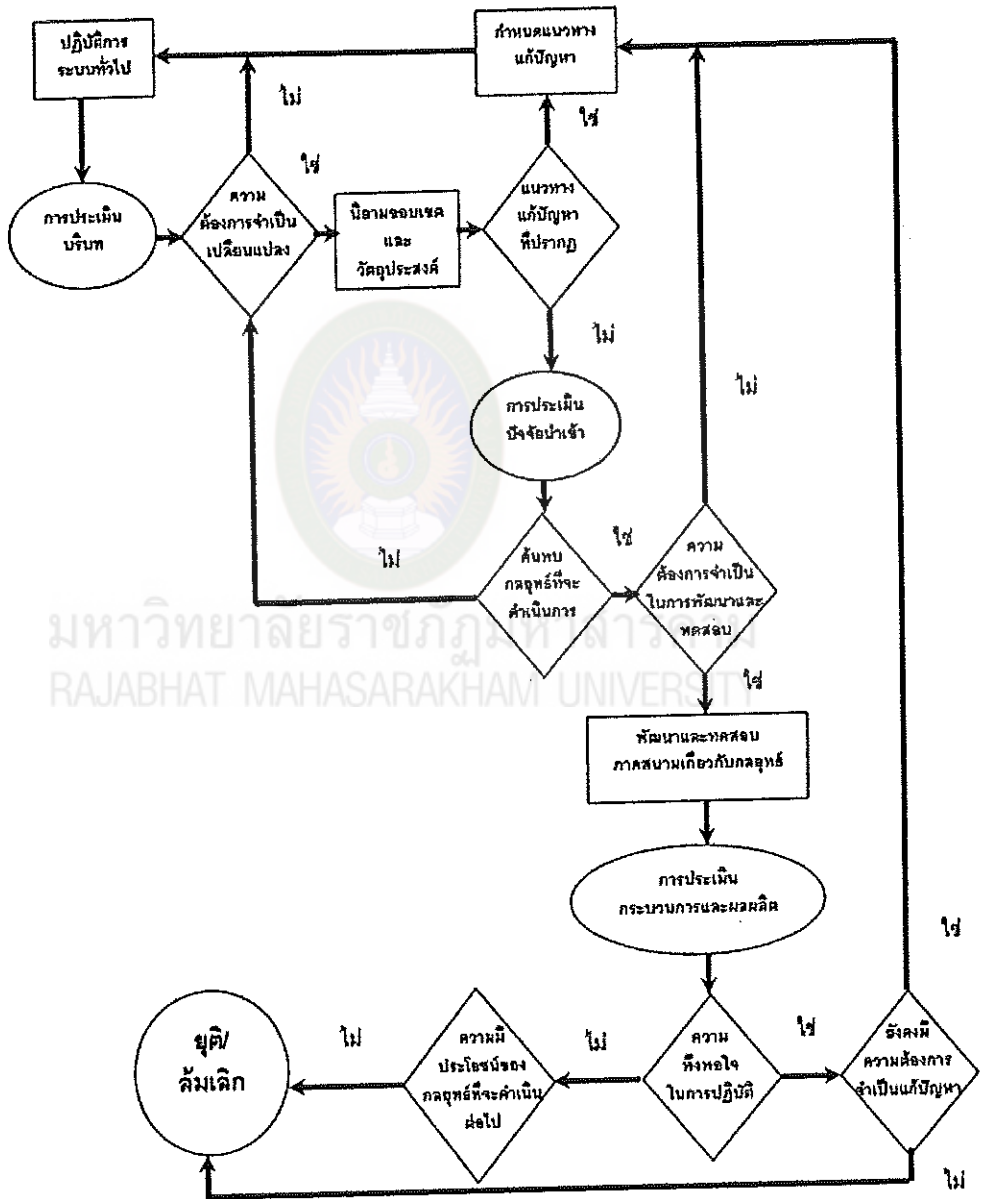 ปฏิบัติการ
ระบบทั่วไป
กำหนดแนวทาง
แก้ปัญหา
ไม่
ใช่
การประเมิน
บริบท
ความ
ต้องการจำเป็น
เปลี่ยนแปลง
ใช่
นิยามขอบเขต
และ
วัตถุประสงค์
แนวทาง
แก้ปัญหา
ที่ปรากฏ
ไม่
การประเมิน
ปัจจัยนำเข้า
ไม่
ไม่
ค้นพบ
กลยุทธ์ที่จะ
ดำเนินการ
ใช่
ความ
ต้องการจำเป็น
ในการพัฒนาและ
ทดสอบ
มหาวิทยาลัยราชภัฏมหาสารคาม
RAJABHAT MAHASARAKHAM UNIVERSITY
ใช่
พัฒนาและทดสอบ
ภาคสนามเกี่ยวกับกลยุทธ์
การประเมิน
กระบวนการและผลผลิต
ใช่
ยุติ/
ล้มเลิก
ไม่
ความมี
ประโยชน์ของ
กลยุทธ์ที่จะดำเนิน
ต่อไป
ไม่
ความ
พึงพอใจ
ในการปฏิบัติ
ใช่
ยังคงมี
ความต้องการ
จำเป็นแก้ปัญหา
ไม่